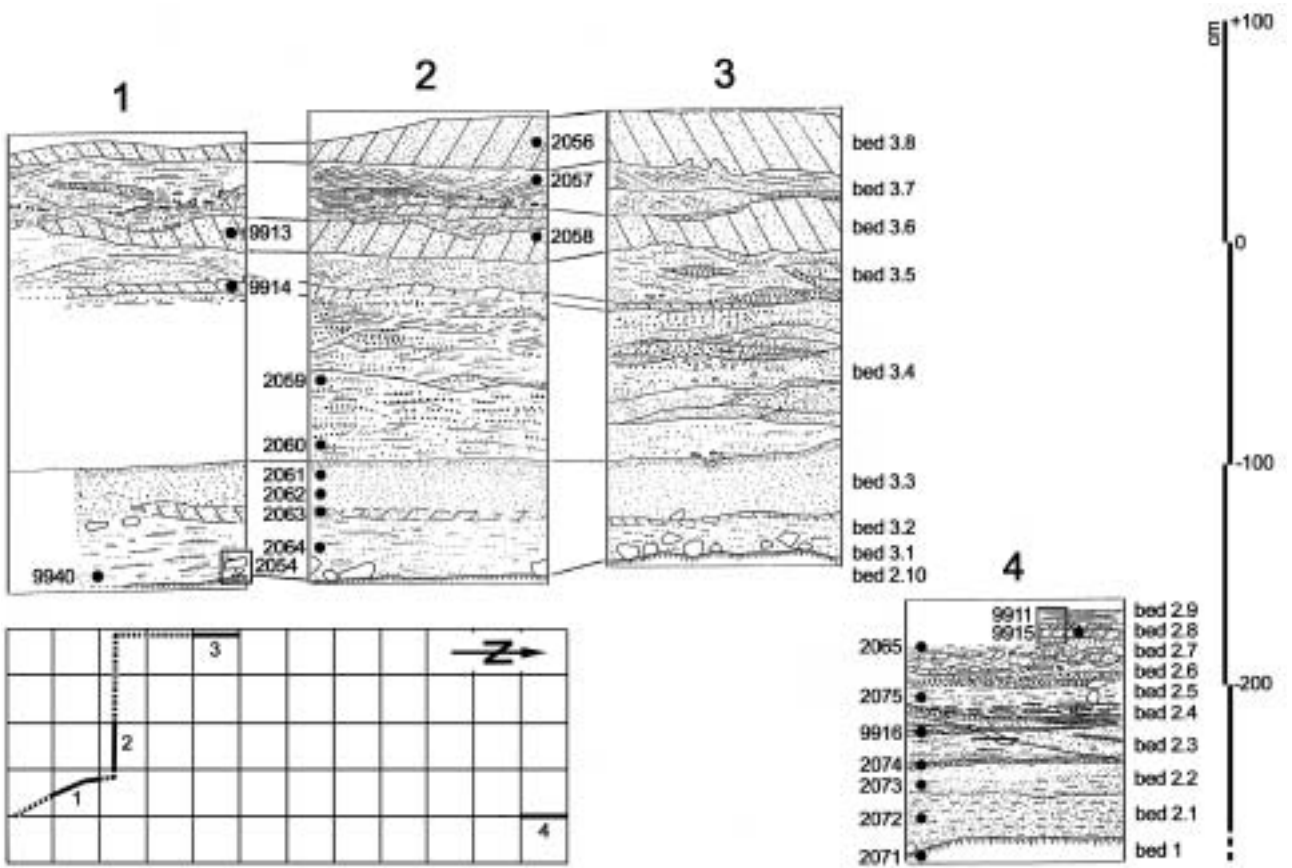 +100
cm
3
2
1
2056
bed 3.8
2057
bed 3.7
9913
2058
bed 3.6
0
9914
bed 3.5
2059
bed 3.4
2060
-100
2061
bed 3.3
2062
2063
bed 3.2
2064
bed 3.1
2054
9940
bed 2.10
4
9911
bed 2.9
9915
bed 2.8
2065
bed 2.7
bed 2.6
-200
2075
bed 2.5
bed 2.4
9916
bed 2.3
2074
2073
bed 2.2
2072
bed 2.1
2071
bed 1
3
N
2
1
4